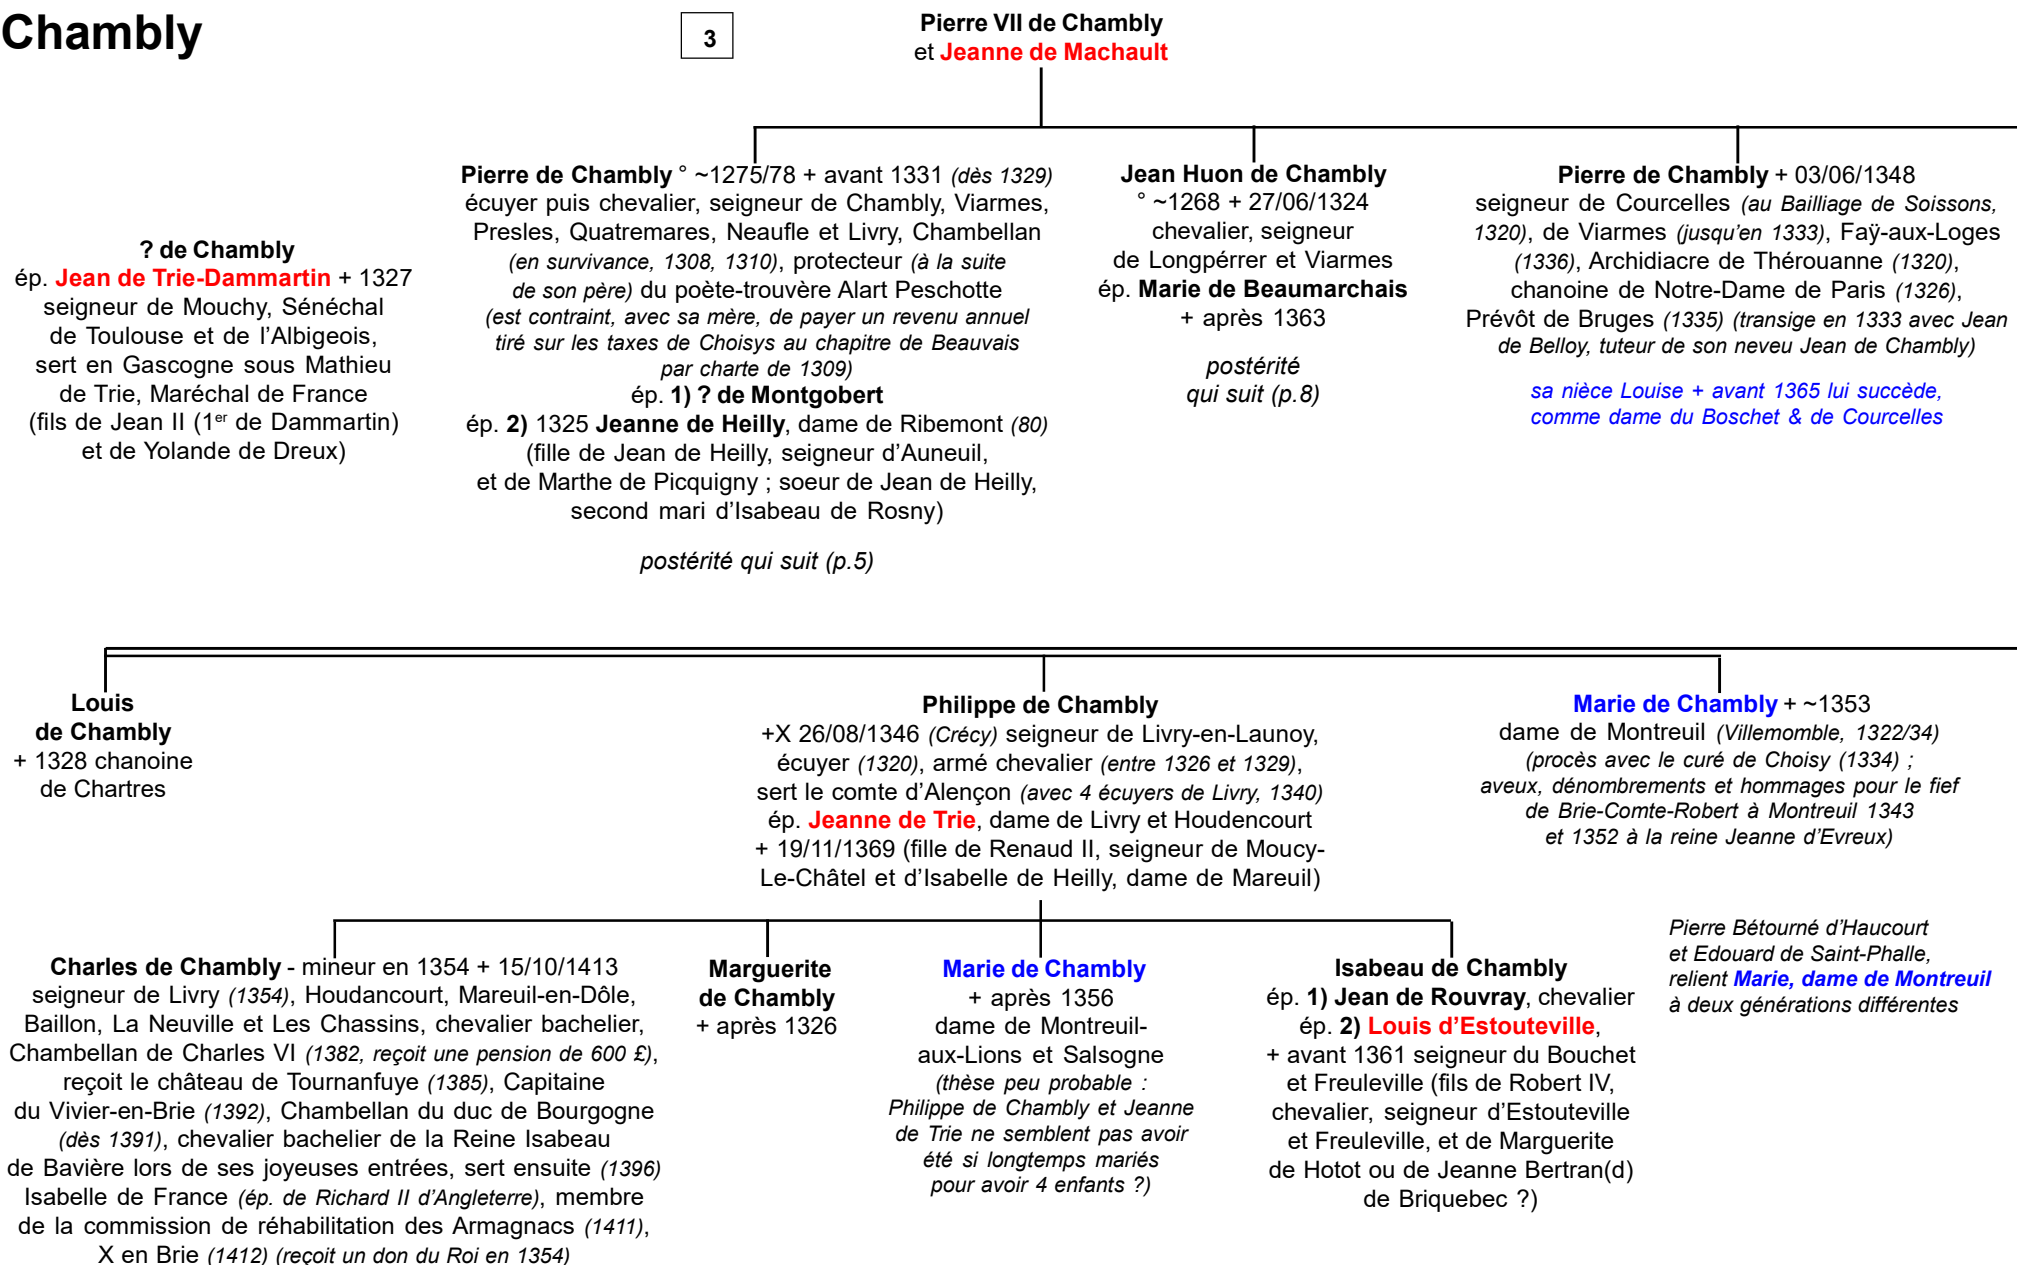 Chambly
3
Pierre VII de Chambly
et Jeanne de Machault
? de Chambly
ép. Jean de Trie-Dammartin + 1327
seigneur de Mouchy, Sénéchal
de Toulouse et de l’Albigeois,
sert en Gascogne sous Mathieu
de Trie, Maréchal de France
(fils de Jean II (1er de Dammartin)
et de Yolande de Dreux)
Pierre de Chambly ° ~1275/78 + avant 1331 (dès 1329)
écuyer puis chevalier, seigneur de Chambly, Viarmes,
Presles, Quatremares, Neaufle et Livry, Chambellan
(en survivance, 1308, 1310), protecteur (à la suite
de son père) du poète-trouvère Alart Peschotte
(est contraint, avec sa mère, de payer un revenu annuel
tiré sur les taxes de Choisys au chapitre de Beauvais
par charte de 1309)
ép. 1) ? de Montgobert
ép. 2) 1325 Jeanne de Heilly, dame de Ribemont (80)
(fille de Jean de Heilly, seigneur d’Auneuil,
et de Marthe de Picquigny ; soeur de Jean de Heilly,
second mari d’Isabeau de Rosny)
postérité qui suit (p.5)
Jean Huon de Chambly
° ~1268 + 27/06/1324
chevalier, seigneur
de Longpérrer et Viarmes
ép. Marie de Beaumarchais
+ après 1363
postérité
qui suit (p.8)
Pierre de Chambly + 03/06/1348
seigneur de Courcelles (au Bailliage de Soissons,
1320), de Viarmes (jusqu’en 1333), Faÿ-aux-Loges
(1336), Archidiacre de Thérouanne (1320),
chanoine de Notre-Dame de Paris (1326),
Prévôt de Bruges (1335) (transige en 1333 avec Jean
de Belloy, tuteur de son neveu Jean de Chambly)
sa nièce Louise + avant 1365 lui succède,
comme dame du Boschet & de Courcelles
Louis
de Chambly
+ 1328 chanoine
de Chartres
Philippe de Chambly
+X 26/08/1346 (Crécy) seigneur de Livry-en-Launoy,
écuyer (1320), armé chevalier (entre 1326 et 1329),
sert le comte d’Alençon (avec 4 écuyers de Livry, 1340)
ép. Jeanne de Trie, dame de Livry et Houdencourt
+ 19/11/1369 (fille de Renaud II, seigneur de Moucy-
Le-Châtel et d’Isabelle de Heilly, dame de Mareuil)
Marie de Chambly + ~1353
dame de Montreuil (Villemomble, 1322/34)
(procès avec le curé de Choisy (1334) ;
aveux, dénombrements et hommages pour le fief
de Brie-Comte-Robert à Montreuil 1343
et 1352 à la reine Jeanne d’Evreux)
Charles de Chambly - mineur en 1354 + 15/10/1413
seigneur de Livry (1354), Houdancourt, Mareuil-en-Dôle,
Baillon, La Neuville et Les Chassins, chevalier bachelier,
Chambellan de Charles VI (1382, reçoit une pension de 600 £),
reçoit le château de Tournanfuye (1385), Capitaine
du Vivier-en-Brie (1392), Chambellan du duc de Bourgogne
(dès 1391), chevalier bachelier de la Reine Isabeau
de Bavière lors de ses joyeuses entrées, sert ensuite (1396)
Isabelle de France (ép. de Richard II d’Angleterre), membre
de la commission de réhabilitation des Armagnacs (1411),
X en Brie (1412) (reçoit un don du Roi en 1354)
Marguerite
de Chambly
+ après 1326
Marie de Chambly
+ après 1356
dame de Montreuil-
aux-Lions et Salsogne
(thèse peu probable :
Philippe de Chambly et Jeanne
de Trie ne semblent pas avoir
été si longtemps mariés
pour avoir 4 enfants ?)
Isabeau de Chambly
ép. 1) Jean de Rouvray, chevalier
ép. 2) Louis d’Estouteville,
+ avant 1361 seigneur du Bouchet
et Freuleville (fils de Robert IV,
chevalier, seigneur d’Estouteville
et Freuleville, et de Marguerite
de Hotot ou de Jeanne Bertran(d)
de Briquebec ?)
Pierre Bétourné d’Haucourt
et Edouard de Saint-Phalle,
relient Marie, dame de Montreuil
à deux générations différentes